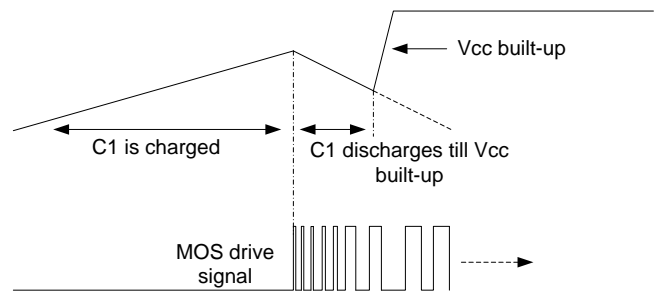 Vcc built-up
C1 is charged
C1 discharges till Vcc
built-up
MOS drive
signal